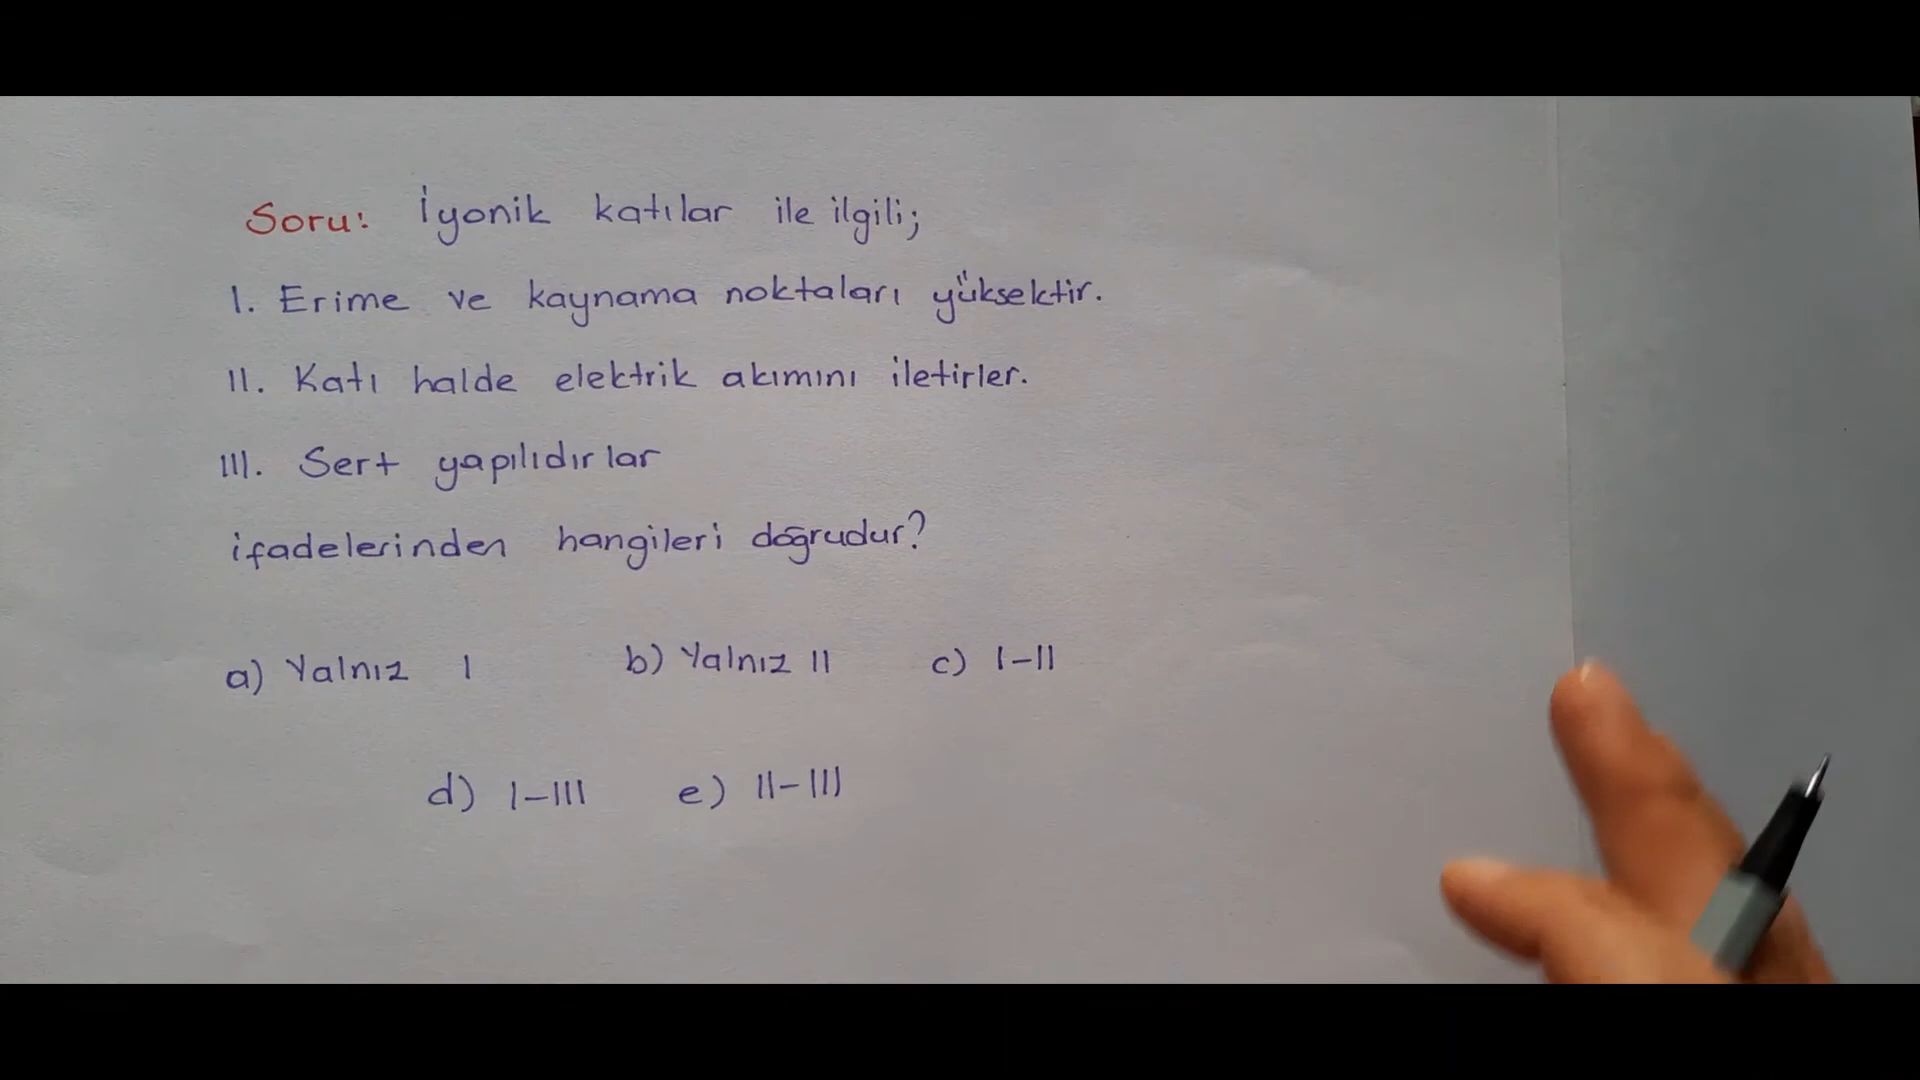 Soru: İyonik katılar ile ilgili;
I. Erime ve kaynama noktaları yüksektir.
II. Katı halde elektrik akımını iletirler.
III. Sert yapılıdırlar
ifadelerinden hangileri doğrudur?
a) Yalnız I b) Yalnız II c) I-II
d) I-III e) II-III